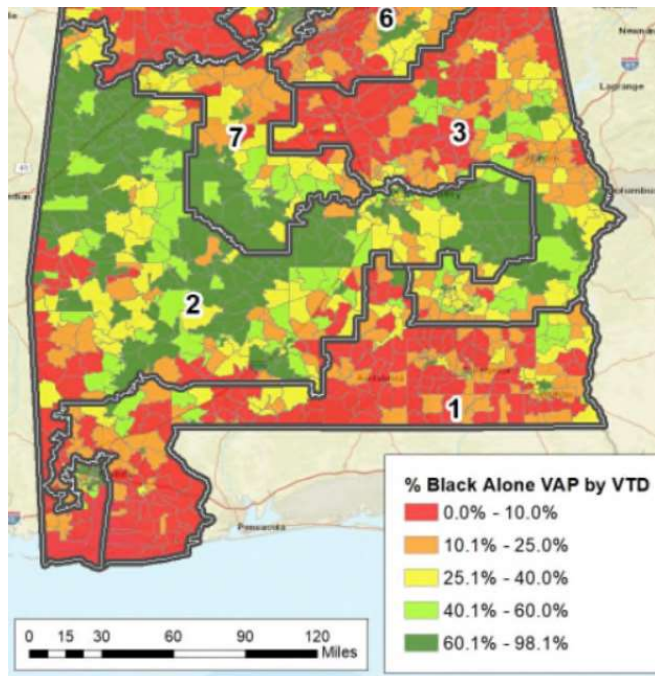 6
7
3
2
1
Pensacola
% Black Alone VAP by VTD
0.0% - 10.0%
10.1% - 25.0%
25.1% - 40.0%
40.1% - 60.0%
60.1% - 98.1%
0 15 30 60 90 120
Miles